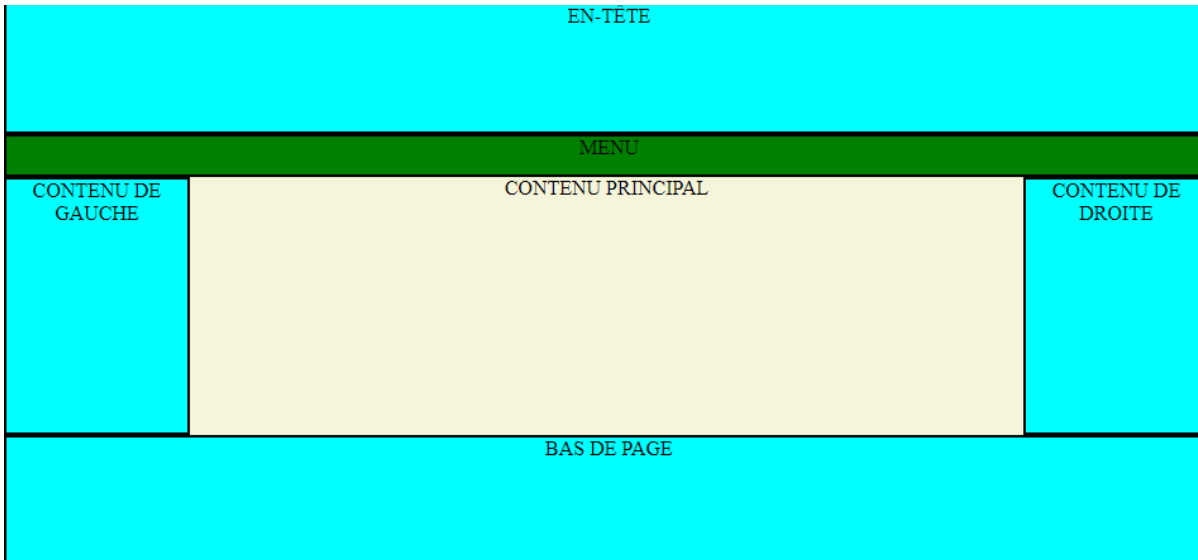 EN-TÊTE
MENU
CONTENU DE
GAUCHE
CONTENU PRINCIPAL
CONTENU DE
DROITE
BAS DE PAGE